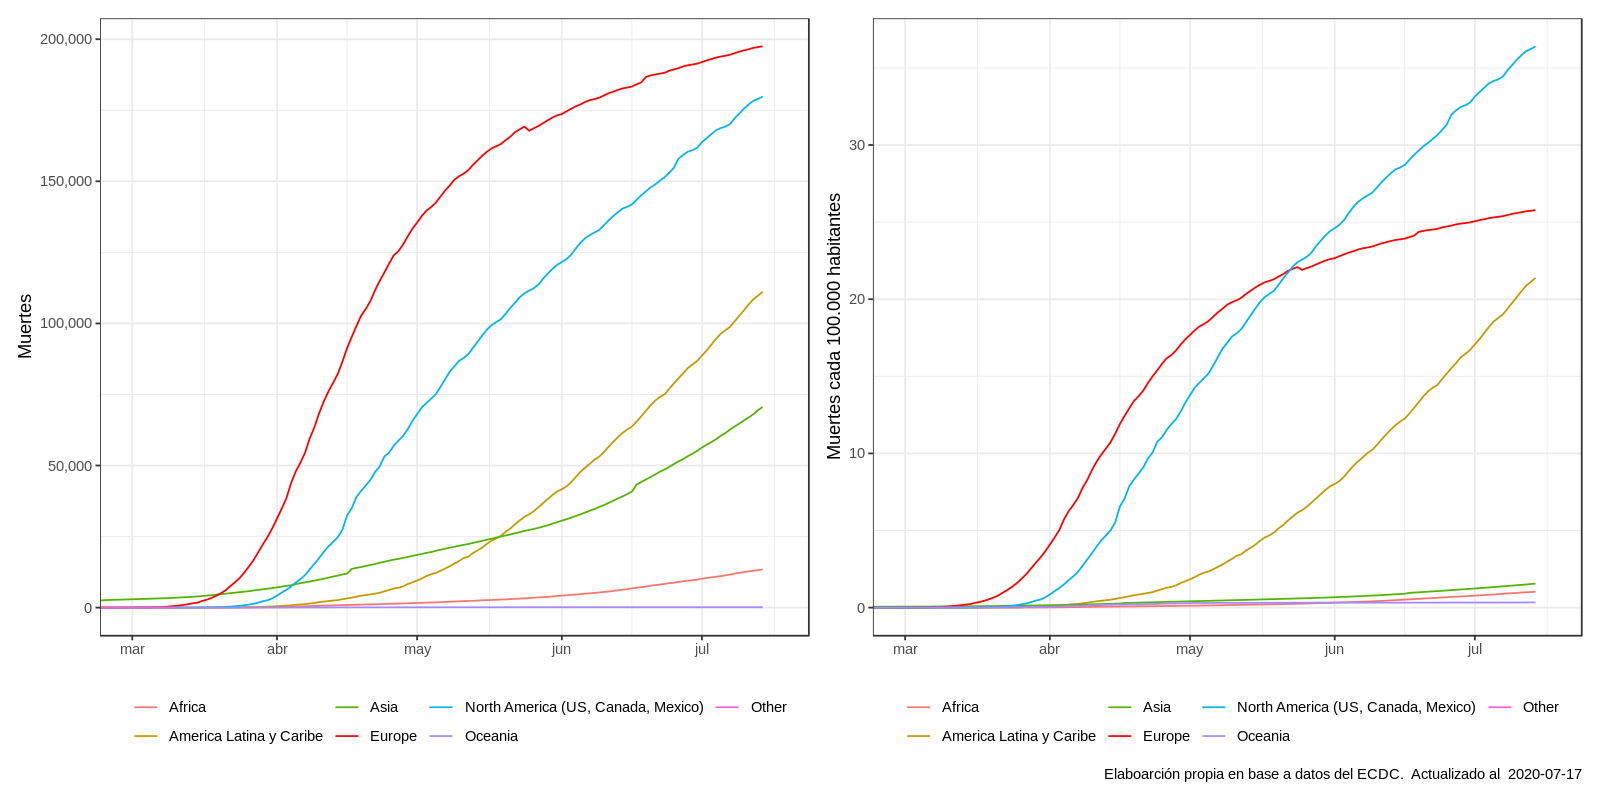 Muertes
200,000
150,000
100,000
50,000
0
mar abr may jun jul
Africa Asia North America (US, Canada, Mexico) Other
America Latina y Caribe Europe Oceania
Muertes cada 100.000 habitantes
30
20
10
0
mar abr may jun jul
Africa Asia North America (US, Canada, Mexico) Other
America Latina y Caribe Europe Oceania
Elaboarción propia en base a datos del ECDC. Actualizado al 2020-07-17